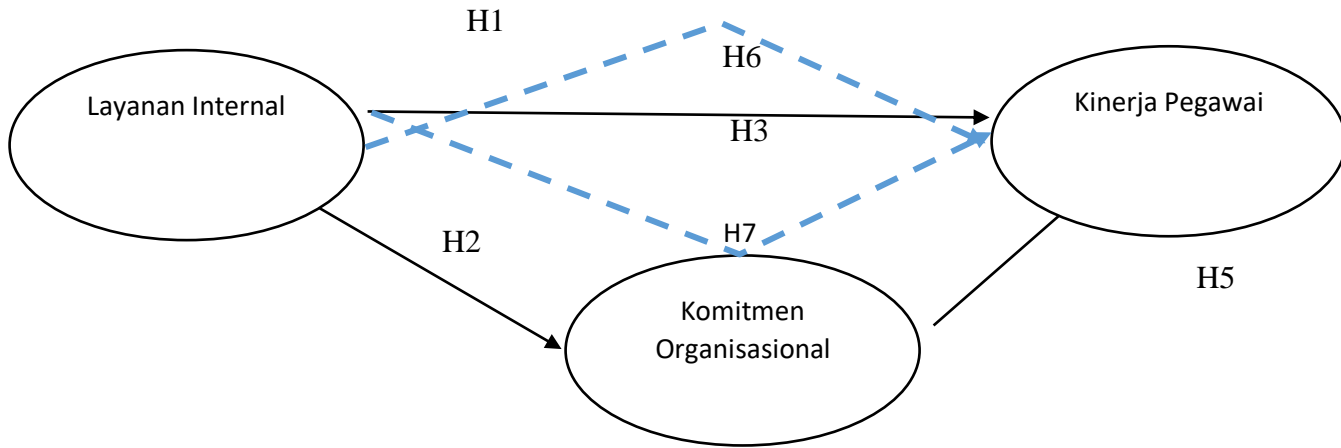 H1
H6
Layanan Internal
Kinerja Pegawai
H3
H7
H2
H5
Komitmen
Organisasional